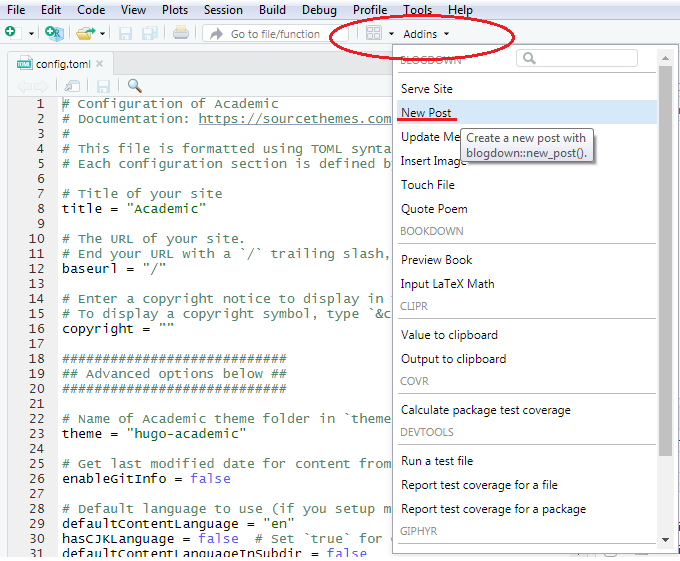 File Edit Code View Plots Session Build Debug Profile Tools Help
Go to file/function
Addins
config.toml
1 # Configuration of Academic
2 # Documentation: https://sourcethemes.com
3 #
4 # This file is formatted using TOML synta
5 # Each configuration section is defined by
6
7 # Title of your site
8 title = "Academic"
9
10 # The URL of your site.
11 # End your URL with a `/` trailing slash,
12 baseurl = "/"
13
14 # Enter a copyright notice to display in
15 # To display a copyright symbol, type `&c
16 copyright = ""
17
18 ############################
19 ## Advanced options below ##
20 ############################
21
22 # Name of Academic theme folder in `theme
23 theme = "hugo-academic"
24
25 # Get last modified date for content from
26 enableGitInfo = false
27
28 # Default language to use (if you setup m
29 defaultContentLanguage = "en"
30 hasCJKLanguage = false # Set `true` for
31 defaultContentLanguageInSubdir = false
BLOGDOWN
Serve Site
New Post
Update Me
Insert Image
Touch File
Quote Poem
BOOKDOWN
Preview Book
Input LaTeX Math
CLIPR
Value to clipboard
Output to clipboard
COVR
Calculate package test coverage
DEVTOOLS
Run a test file
Report test coverage for a file
Report test coverage for a package
GIPHYR
Create a new post with
blogdown::new_post().